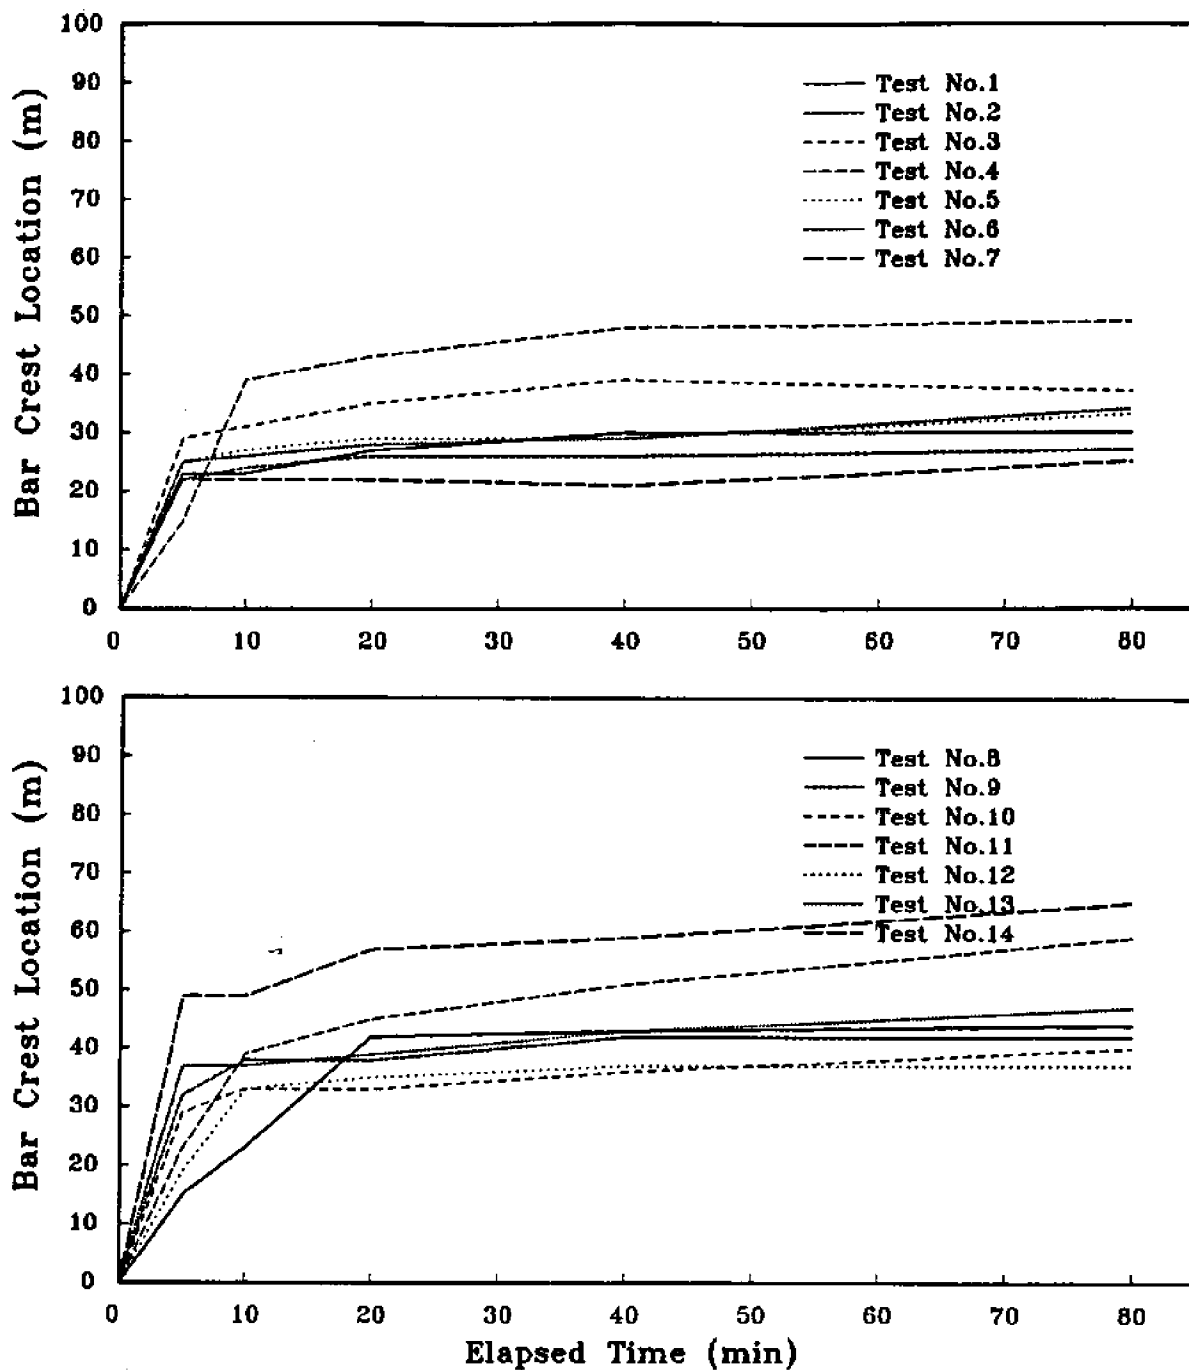 100
90
80
70
60
50
40
30
20
10
0
Bar Crest Location (m)
Test No.1
Test No.2
Test No.3
Test No.4
Test No.5
Test No.6
Test No.7
0 10 20 30 40 50 60 70 80
100
90
80
70
60
50
40
30
20
10
0
Bar Crest Location (m)
Test No.8
Test No.9
Test No.10
Test No.11
Test No.12
Test No.13
Test No.14
0 10 20 30 40 50 60 70 80
Elapsed Time (min)